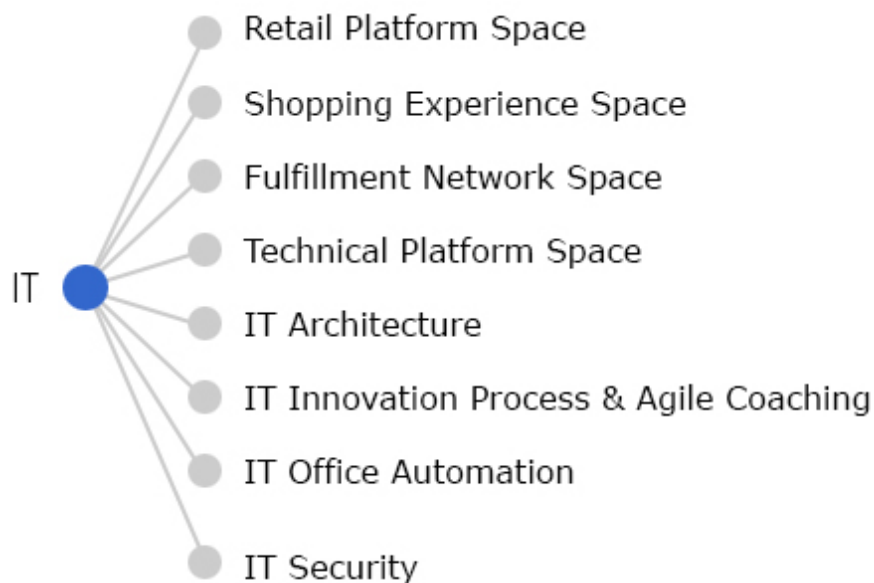 Retail Platform Space
Shopping Experience Space
Fulfillment Network Space
Technical Platform Space
IT
IT Architecture
IT Innovation Process & Agile Coaching
IT Office Automation
IT Security